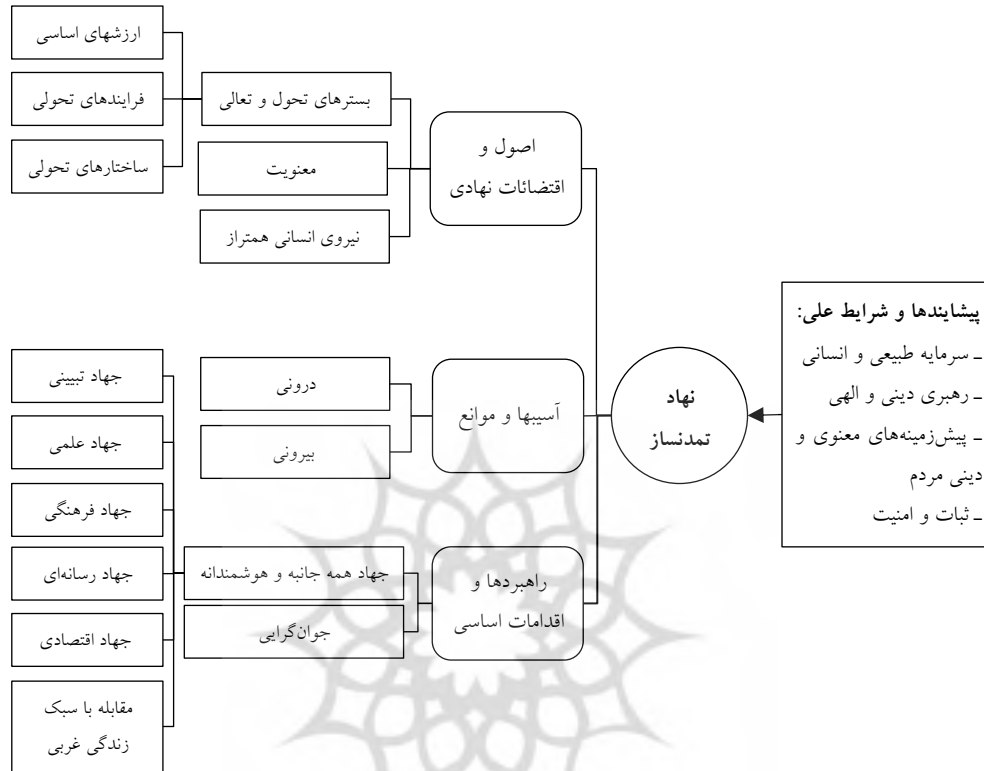 پیشایندها و شرایط علی:
ـ سرمایه طبیعی و انسانی
ـ رهبری دینی و الهی
ـ پیش‌زمینه‌های معنوی و
دینی مردم
ـ ثبات و امنیت
نهاد
تمدنساز
اصول و
اقتضائات نهادی
بسترهای تحول و تعالی
ارزشهای اساسی
فرایندهای تحولی
ساختارهای تحولی
معنویت
نیروی انسانی همتراز
آسیبها و موانع
درونی
بیرونی
راهبردها و
اقدامات اساسی
جهاد همه جانبه و هوشمندانه
جهاد تبیینی
جهاد علمی
جهاد فرهنگی
جهاد رسانه‌ای
جهاد اقتصادی
مقابله با سبک
زندگی غربی
جوان‌گرایی